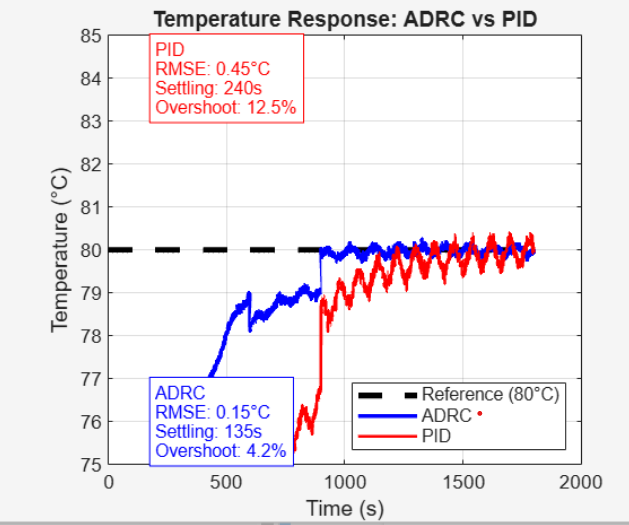 Temperature Response: ADRC vs PID
85
84
83
82
81
80
79
78
77
76
75
Temperature (°C)
PID
RMSE: 0.45°C
Settling: 240s
Overshoot: 12.5%
ADRC
RMSE: 0.15°C
Settling: 135s
Overshoot: 4.2%
Reference (80°C)
ADRC
PID
0
500
1000
1500
2000
Time (s)